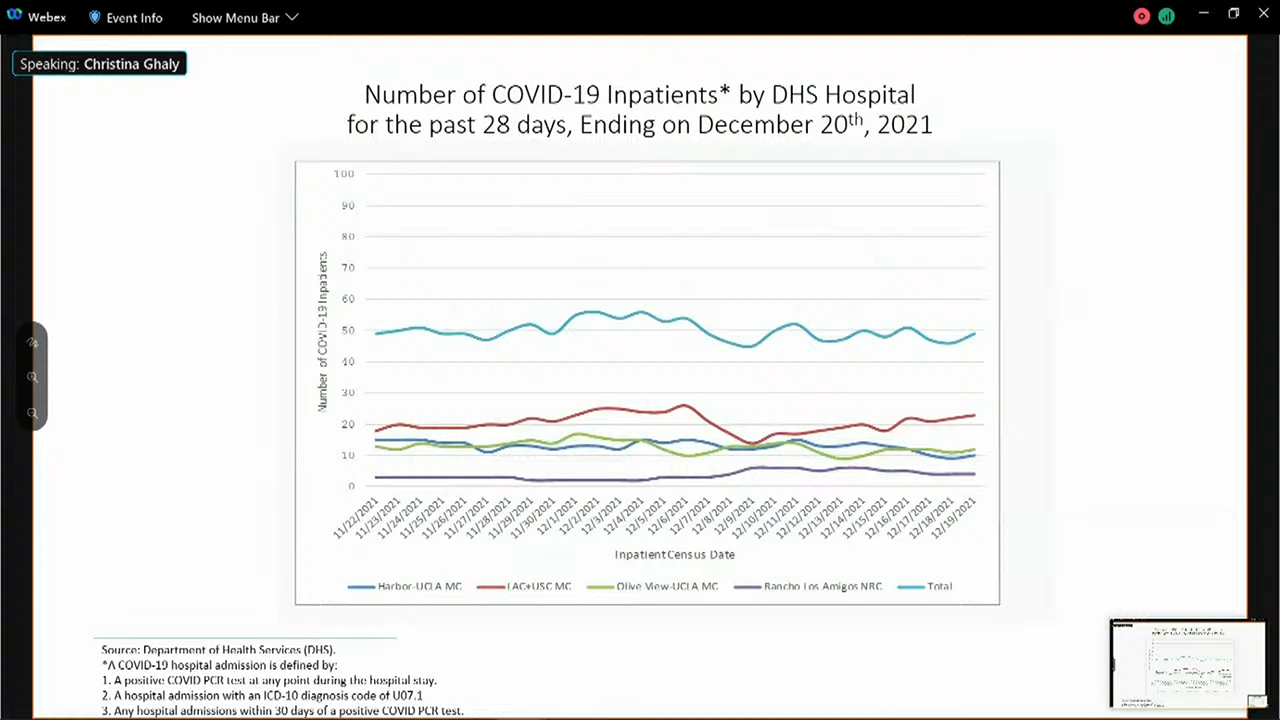 Webex
Event Info
Show Menu Bar
Speaking: Christina Ghaly
Number of COVID-19 Inpatients* by DHS Hospital
for the past 28 days, Ending on December 20th, 2021
Number of COVID-19 Inpatients
100
90
80
70
60
50
40
30
20
10
0
11/22/2021
11/23/2021
11/24/2021
11/25/2021
11/26/2021
11/27/2021
11/28/2021
11/29/2021
11/30/2021
12/1/2021
12/2/2021
12/3/2021
12/4/2021
12/5/2021
12/6/2021
12/7/2021
12/8/2021
12/9/2021
12/10/2021
12/11/2021
12/12/2021
12/13/2021
12/14/2021
12/15/2021
12/16/2021
12/17/2021
12/18/2021
12/19/2021
Inpatient Census Date
Harbor-UCLA MC
LAC+USC MC
Olive View-UCLA MC
Rancho Los Amigos NRC
Total
Source: Department of Health Services (DHS).
*A COVID-19 hospital admission is defined by:
1. A positive COVID PCR test at any point during the hospital stay.
2. A hospital admission with an ICD-10 diagnosis code of U07.1
3. Any hospital admissions within 30 days of a positive COVID PCR test.